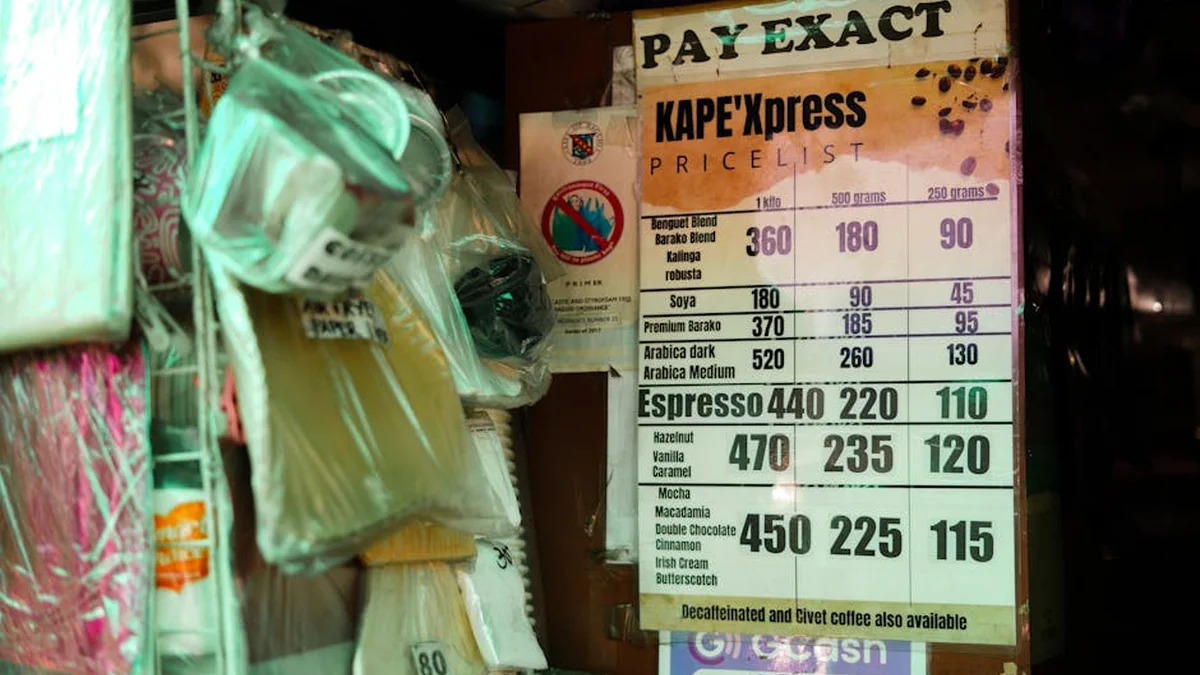 PAY EXACT
KAPE'Xpress
PRICELIST
1 kilo 500 grams 250 grams
Benguet Blend
Barako Blend
Kalinga
robusta
360 180 90
Soya 180 90 45
Premium Barako 370 185 95
Arabica dark
Arabica Medium
520 260 130
Espresso 440 220 110
Hazelnut
Vanilla
Caramel
470 235 120
Mocha
Macadamia
Double Chocolate
Cinnamon
Irish Cream
Butterscotch
450 225 115
Decaffeinated and Civet coffee also available
GCash
PRIMER
80